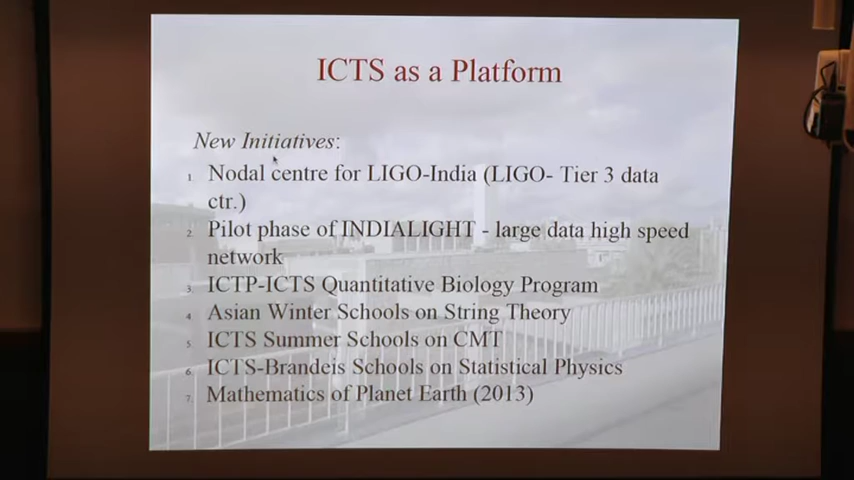 ICTS as a Platform
New Initiatives:
1. Nodal centre for LIGO-India (LIGO- Tier 3 data
ctr.)
2. Pilot phase of INDIALIGHT - large data high speed
network
3. ICTP-ICTS Quantitative Biology Program
4. Asian Winter Schools on String Theory
5. ICTS Summer Schools on CMT
6. ICTS-Brandeis Schools on Statistical Physics
7. Mathematics of Planet Earth (2013)